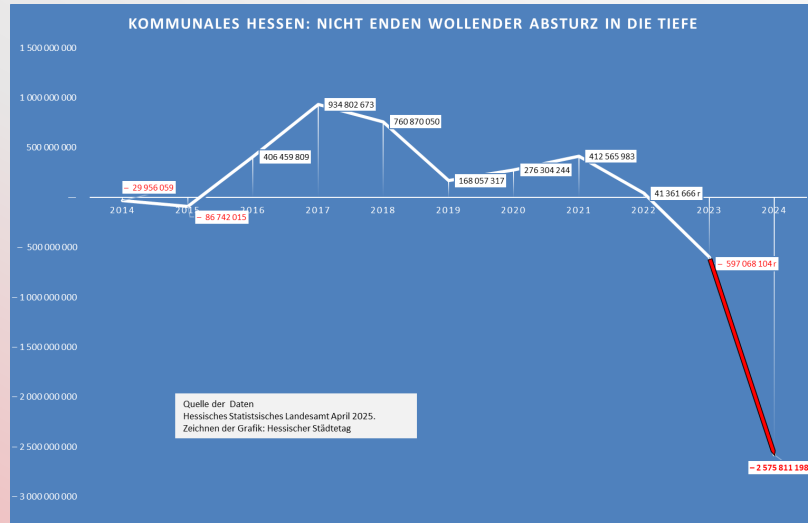 KOMMUNALES HESSEN: NICHT ENDEN WOLLENDER ABSTURZ IN DIE TIEFE
1 500 000 000
1 000 000 000
500 000 000
—
– 500 000 000
– 1 000 000 000
– 1 500 000 000
– 2 000 000 000
– 2 500 000 000
– 3 000 000 000
– 29 956 059
– 86 742 015
406 459 809
934 802 673
760 870 050
168 057 317
276 304 244
412 565 983
41 361 666 r
– 597 068 104 r
– 2 575 811 198
2014 2015 2016 2017 2018 2019 2020 2021 2022 2023 2024
Quelle der Daten
Hessisches Statistsisches Landesamt April 2025.
Zeichnen der Grafik: Hessischer Städtetag